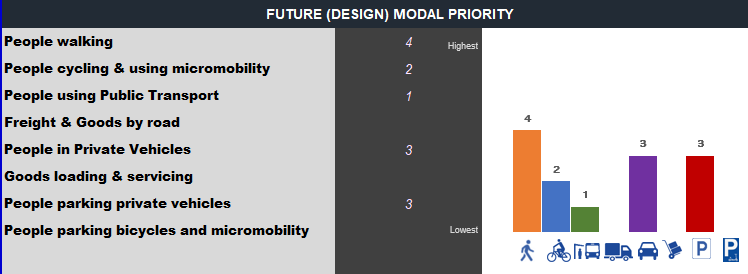 FUTURE (DESIGN) MODAL PRIORITY
People walking 4 Highest
People cycling & using micromobility 2
People using Public Transport 1
Freight & Goods by road
People in Private Vehicles 3
Goods loading & servicing
People parking private vehicles 3
People parking bicycles and micromobility Lowest
4
2
1
3
3
P
P